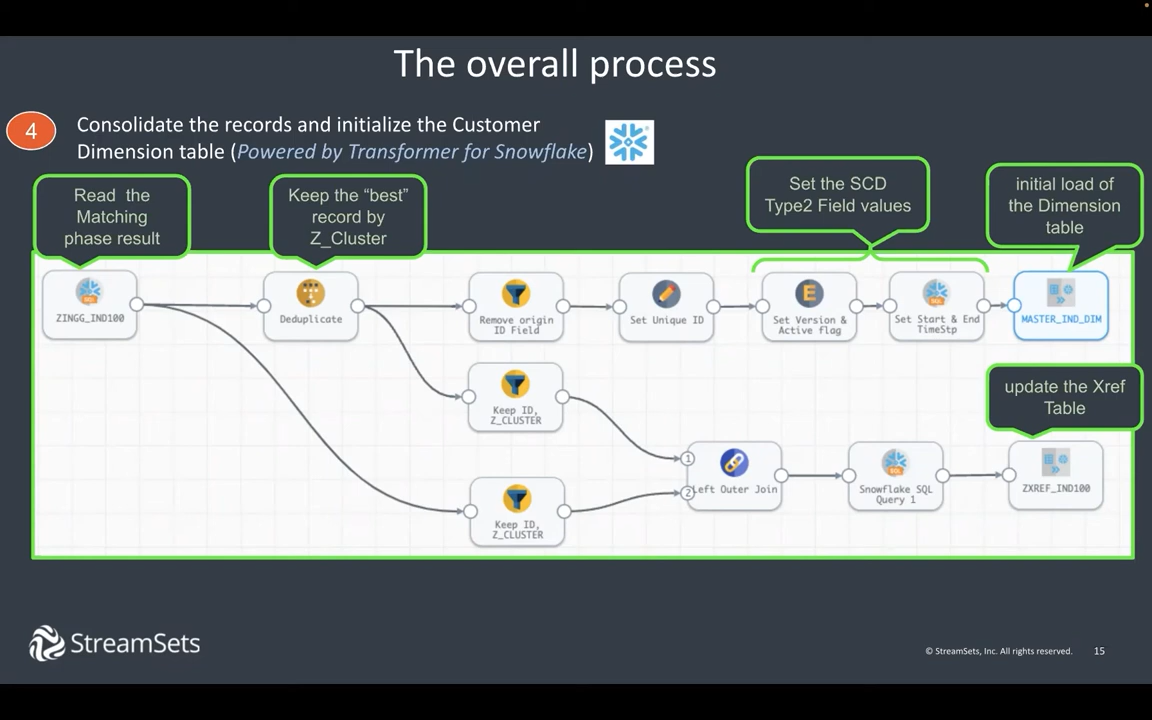 The overall process
4
Consolidate the records and initialize the Customer
Dimension table (Powered by Transformer for Snowflake)
Read the
Matching
phase result
Keep the “best”
record by
Z_Cluster
Set the SCD
Type2 Field values
initial load of
the Dimension
table
ZINGG_IND100
Deduplicate
Remove origin
ID Field
Set Unique ID
Set Version &
Active flag
Set Start & End
TimeStp
MASTER_IND_DIM
update the Xref
Table
Keep ID,
Z_CLUSTER
1
2
Left Outer Join
Snowflake SQL
Query 1
ZXREF_IND100
Keep ID,
Z_CLUSTER
StreamSets
© StreamSets, Inc. All rights reserved.
15